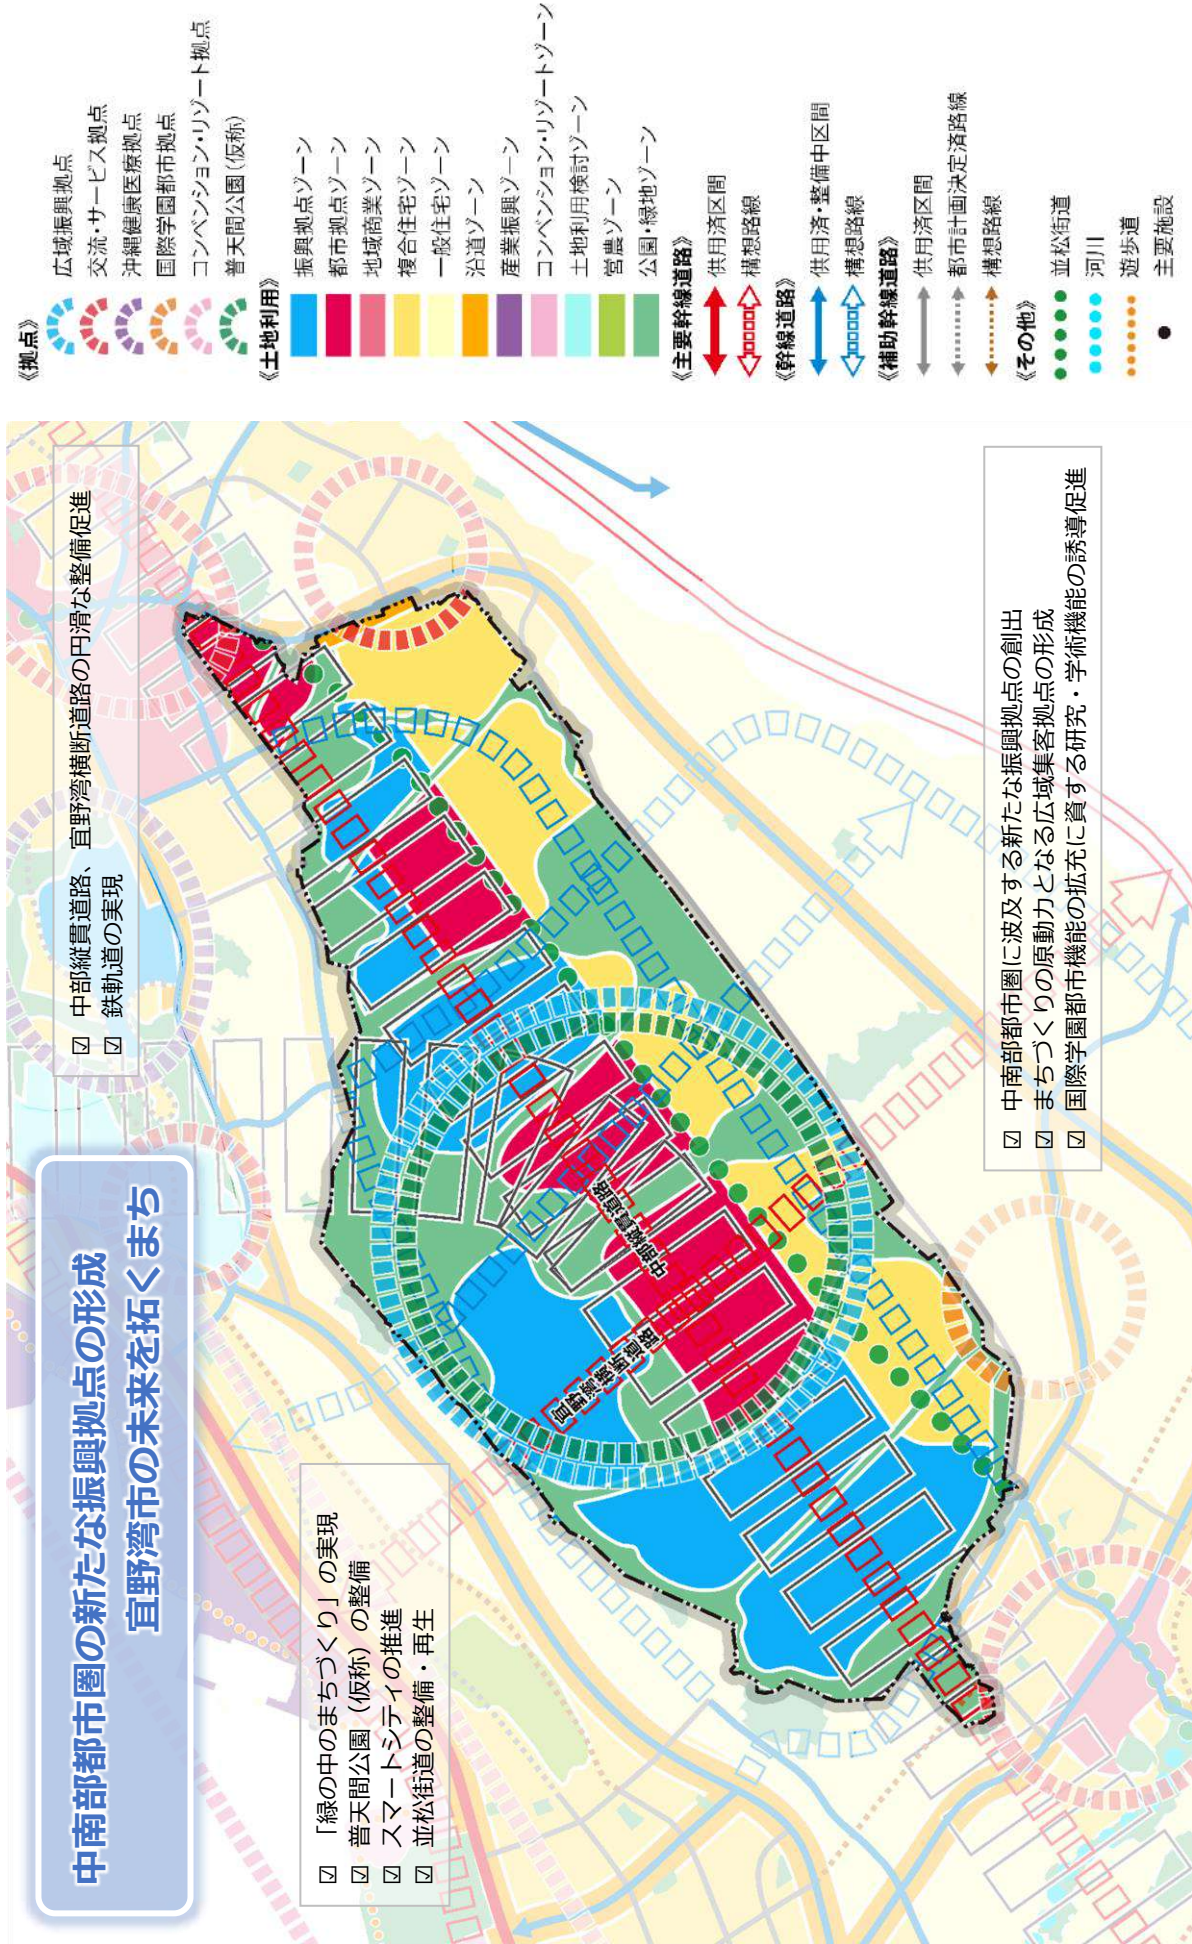 中南部都市圏の新たな振興拠点の形成
宜野湾市の未来を拓くまち
☑ 中部縦貫道路、宜野湾横断道路の円滑な整備促進
☑ 鉄軌道の実現
☑ 「緑の中のまちづくり」の実現
☑ 普天間公園（仮称）の整備
☑ スマートシティの推進
☑ 並松街道の整備・再生
宜野湾横断道路
中部縦貫道路
☑ 中南部都市圏に波及する新たな振興拠点の創出
☑ まちづくりの原動力となる広域集客拠点の形成
☑ 国際学園都市機能の拡充に資する研究・学術機能の誘導促進
《拠点》
広域振興拠点
交流・サービス拠点
沖縄健康医療拠点
国際学園都市拠点
コンベンション・リゾート拠点
普天間公園(仮称)
《土地利用》
振興拠点ゾーン
都市拠点ゾーン
地域商業ゾーン
複合住宅ゾーン
一般住宅ゾーン
沿道ゾーン
産業振興ゾーン
コンベンション・リゾートゾーン
土地利用検討ゾーン
営農ゾーン
公園・緑地ゾーン
《主要幹線道路》
供用済区間
構想路線
《幹線道路》
供用済・整備中区間
構想路線
《補助幹線道路》
供用済区間
都市計画決定済路線
構想路線
《その他》
並松街道
河川
遊歩道
主要施設